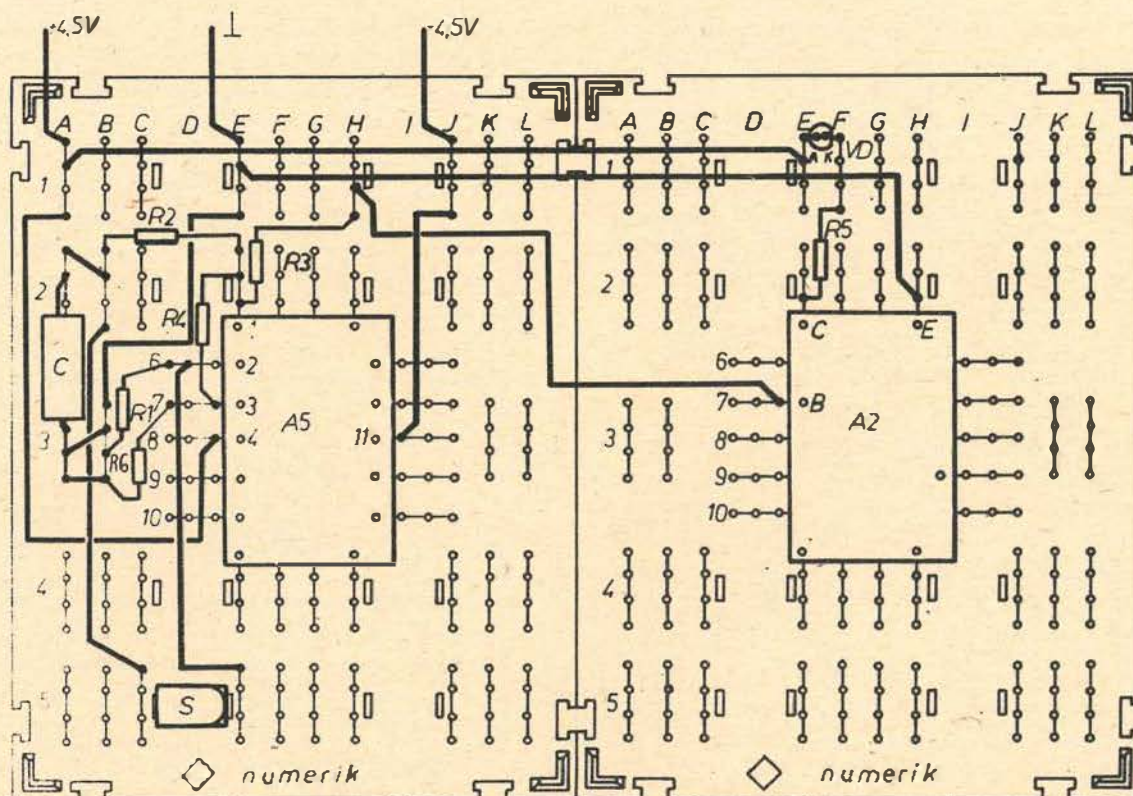 +4,5V ⊥ -4,5V
A B C D E F G H I J K L A B C D E F G H I J K L
A K VD
1 1
R2 R3 R5
2 2
R4
1 C E
C 6 2 6
R1 7 3 A5 7 B A2
3 8 4 11 3 8
R6 9 9
10 10
4 4
5 S 5
numerik numerik